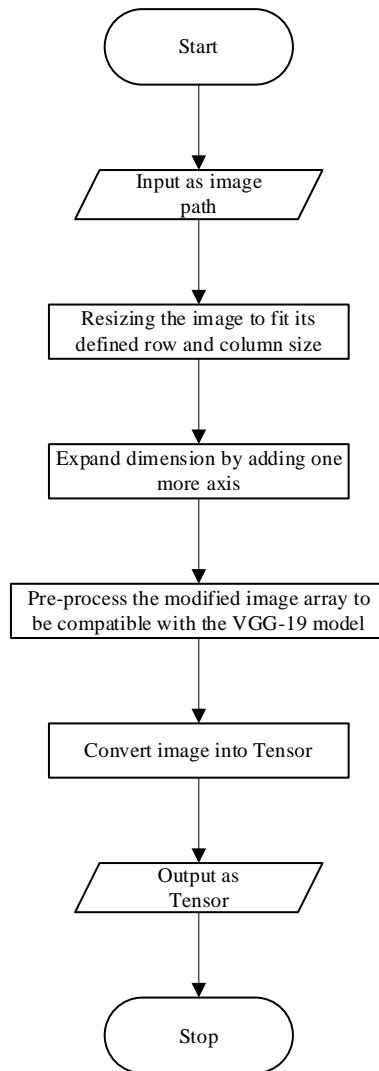 Start
Input as image
path
Resizing the image to fit its
defined row and column size
Expand dimension by adding one
more axis
Pre-process the modified image array to
be compatible with the VGG-19 model
Convert image into Tensor
Output as
Tensor
Stop